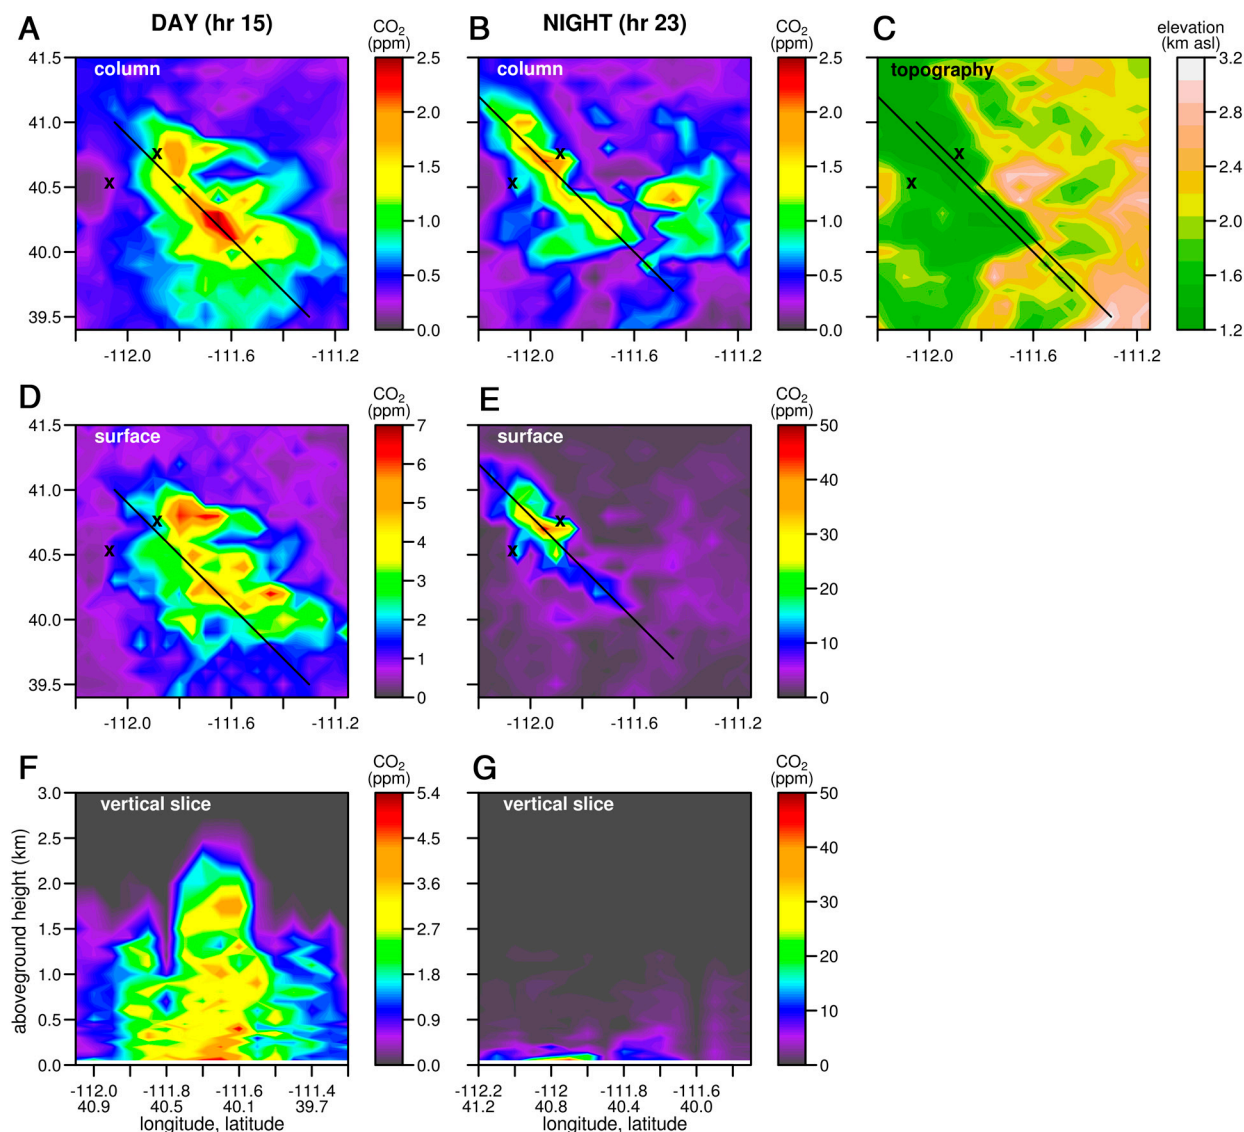 A
DAY (hr 15)
CO2
(ppm)
B
NIGHT (hr 23)
CO2
(ppm)
C
elevation
(km asl)
column
41.5
41.0
40.5
40.0
39.5
x
x
-112.0
-111.6
-111.2
2.5
2.0
1.5
1.0
0.5
0.0
column
x
x
-112.0
-111.6
-111.2
2.5
2.0
1.5
1.0
0.5
0.0
topography
x
x
-112.0
-111.6
-111.2
3.2
2.8
2.4
2.0
1.6
1.2
D
CO2
(ppm)
surface
41.5
41.0
40.5
40.0
39.5
x
x
-112.0
-111.6
-111.2
7
6
5
4
3
2
1
0
E
CO2
(ppm)
surface
x
x
-112.0
-111.6
-111.2
50
40
30
20
10
0
F
CO2
(ppm)
vertical slice
aboveground height (km)
3.0
2.5
2.0
1.5
1.0
0.5
0.0
-112.0 -111.8 -111.6 -111.4
40.9 40.5 40.1 39.7
longitude, latitude
5.4
4.5
3.6
2.7
1.8
0.9
0.0
G
CO2
(ppm)
vertical slice
-112.2 -112 -111.8 -111.6
41.2 40.8 40.4 40.0
longitude, latitude
50
40
30
20
10
0